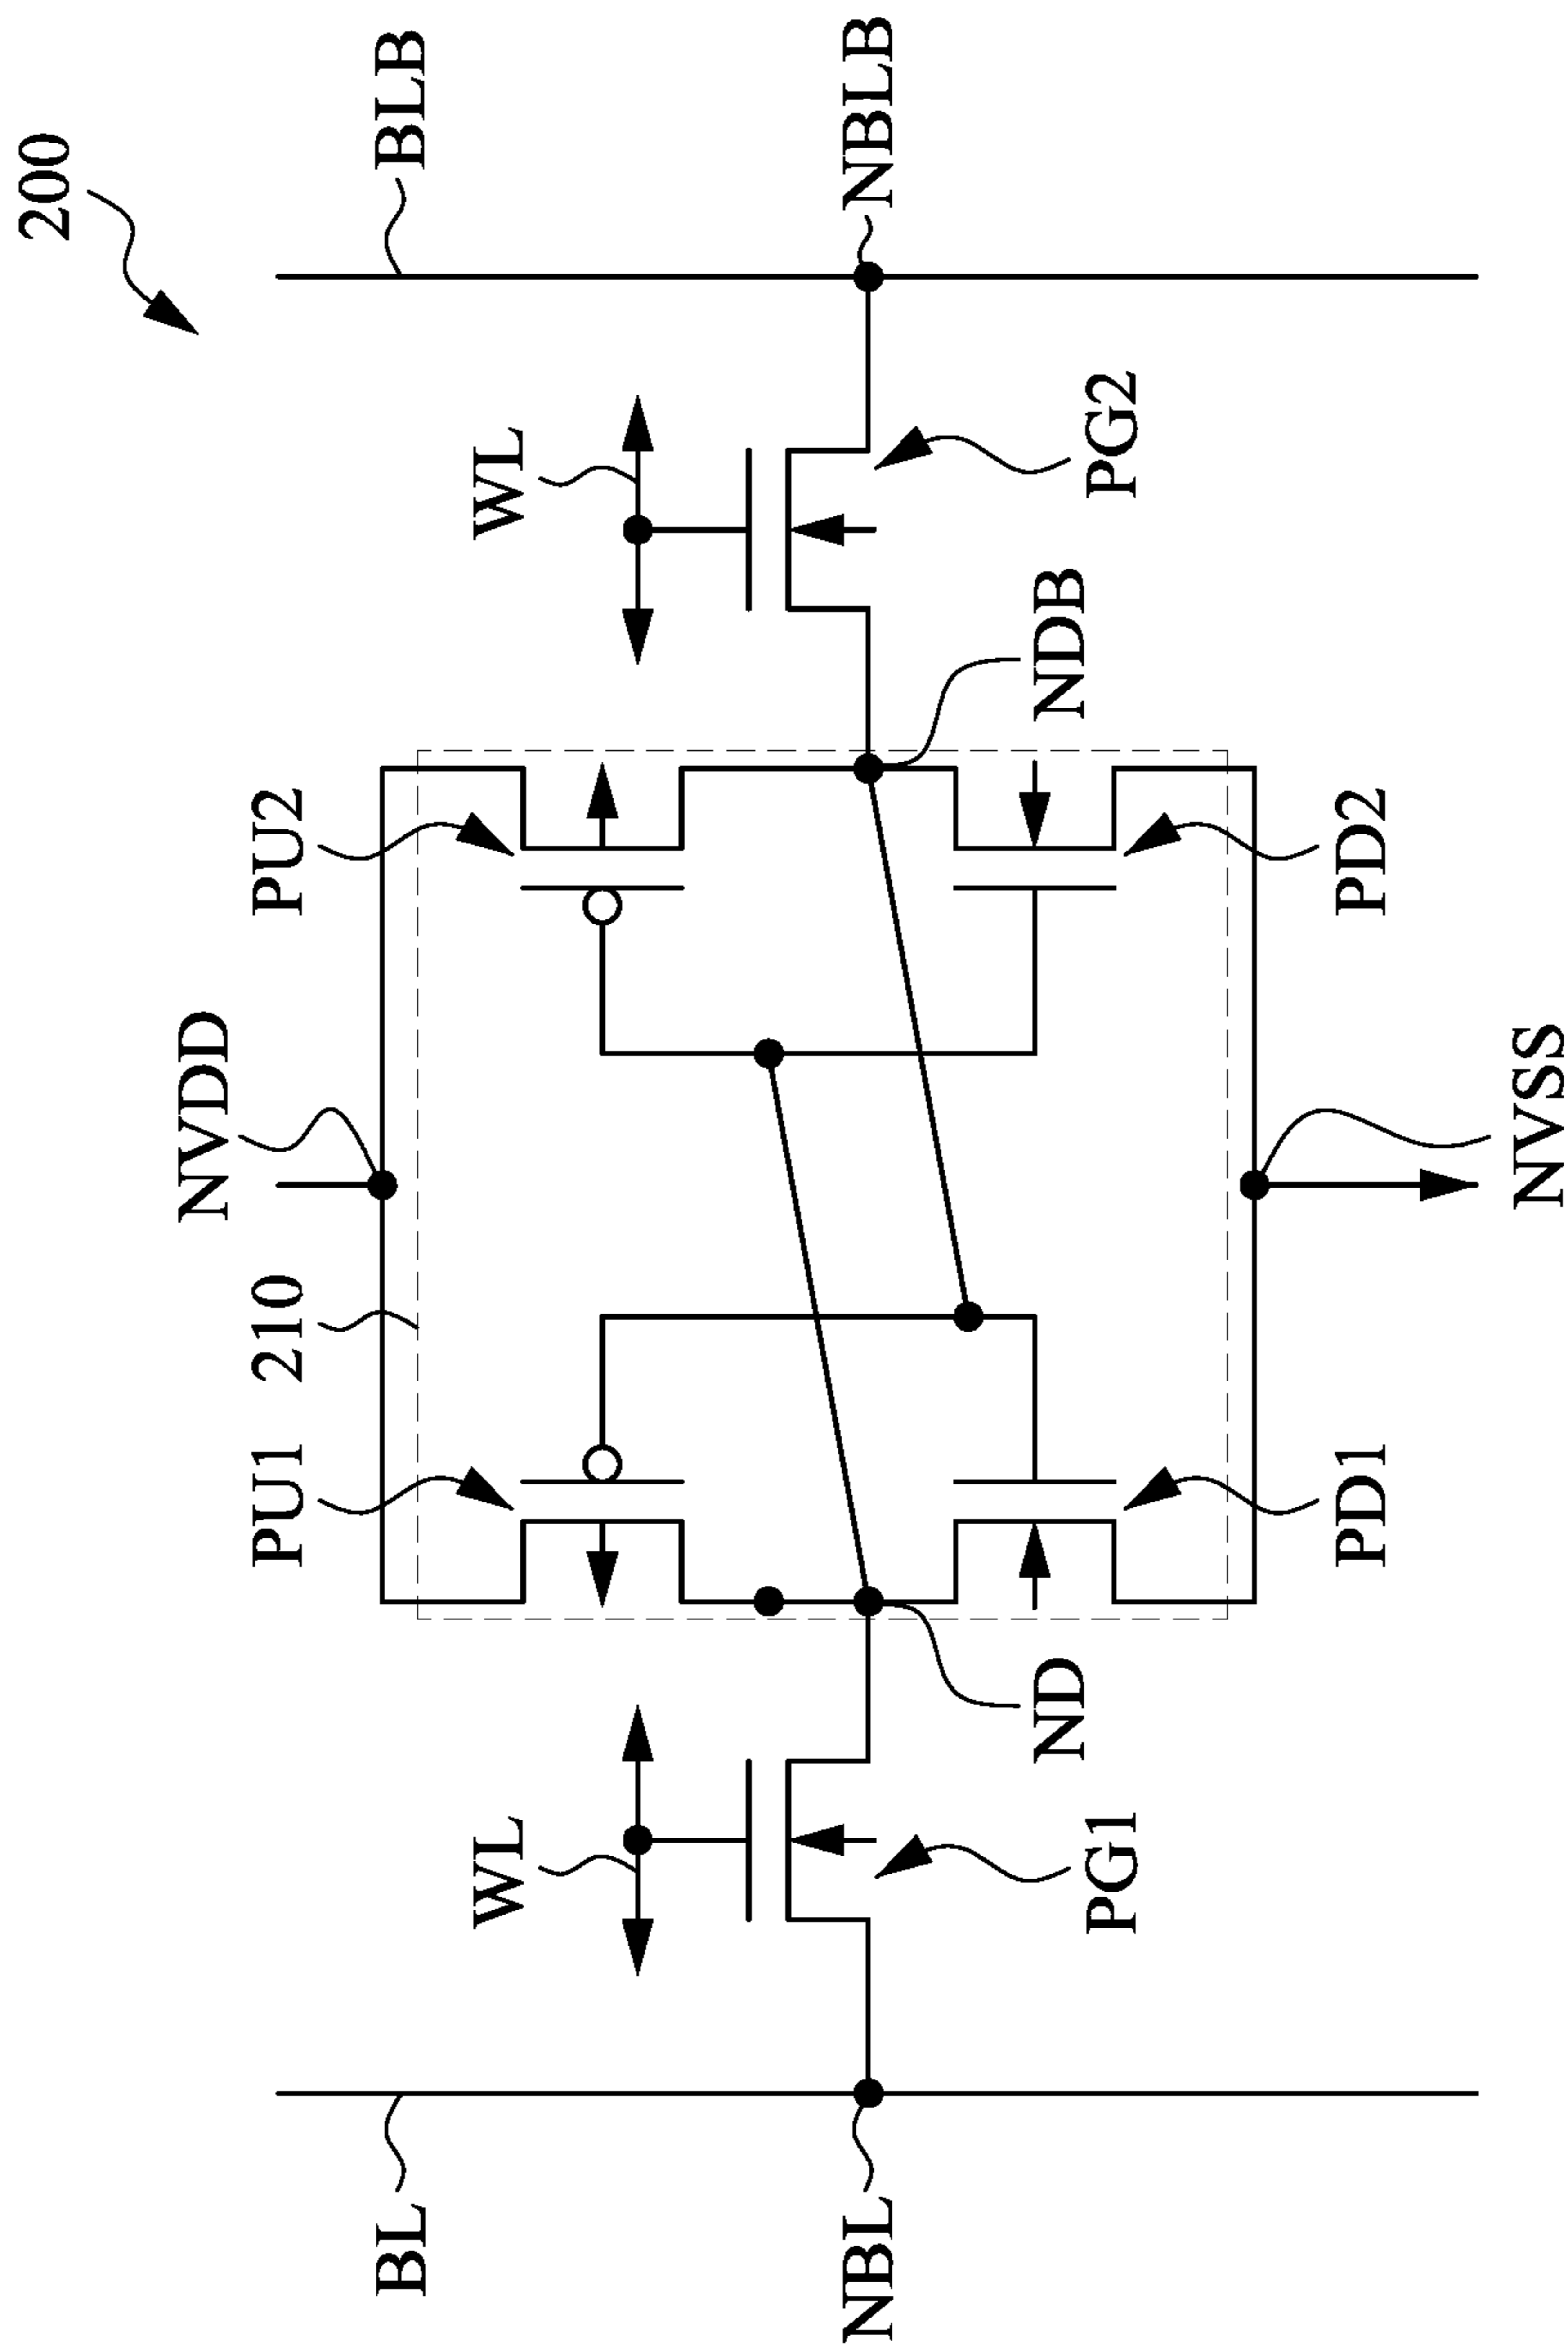 200
NVDD
PU1
210
PU2
BL
BLB
WL
WL
NBL
NBLB
ND
NDB
PG1
PG2
PD1
PD2
NVSS